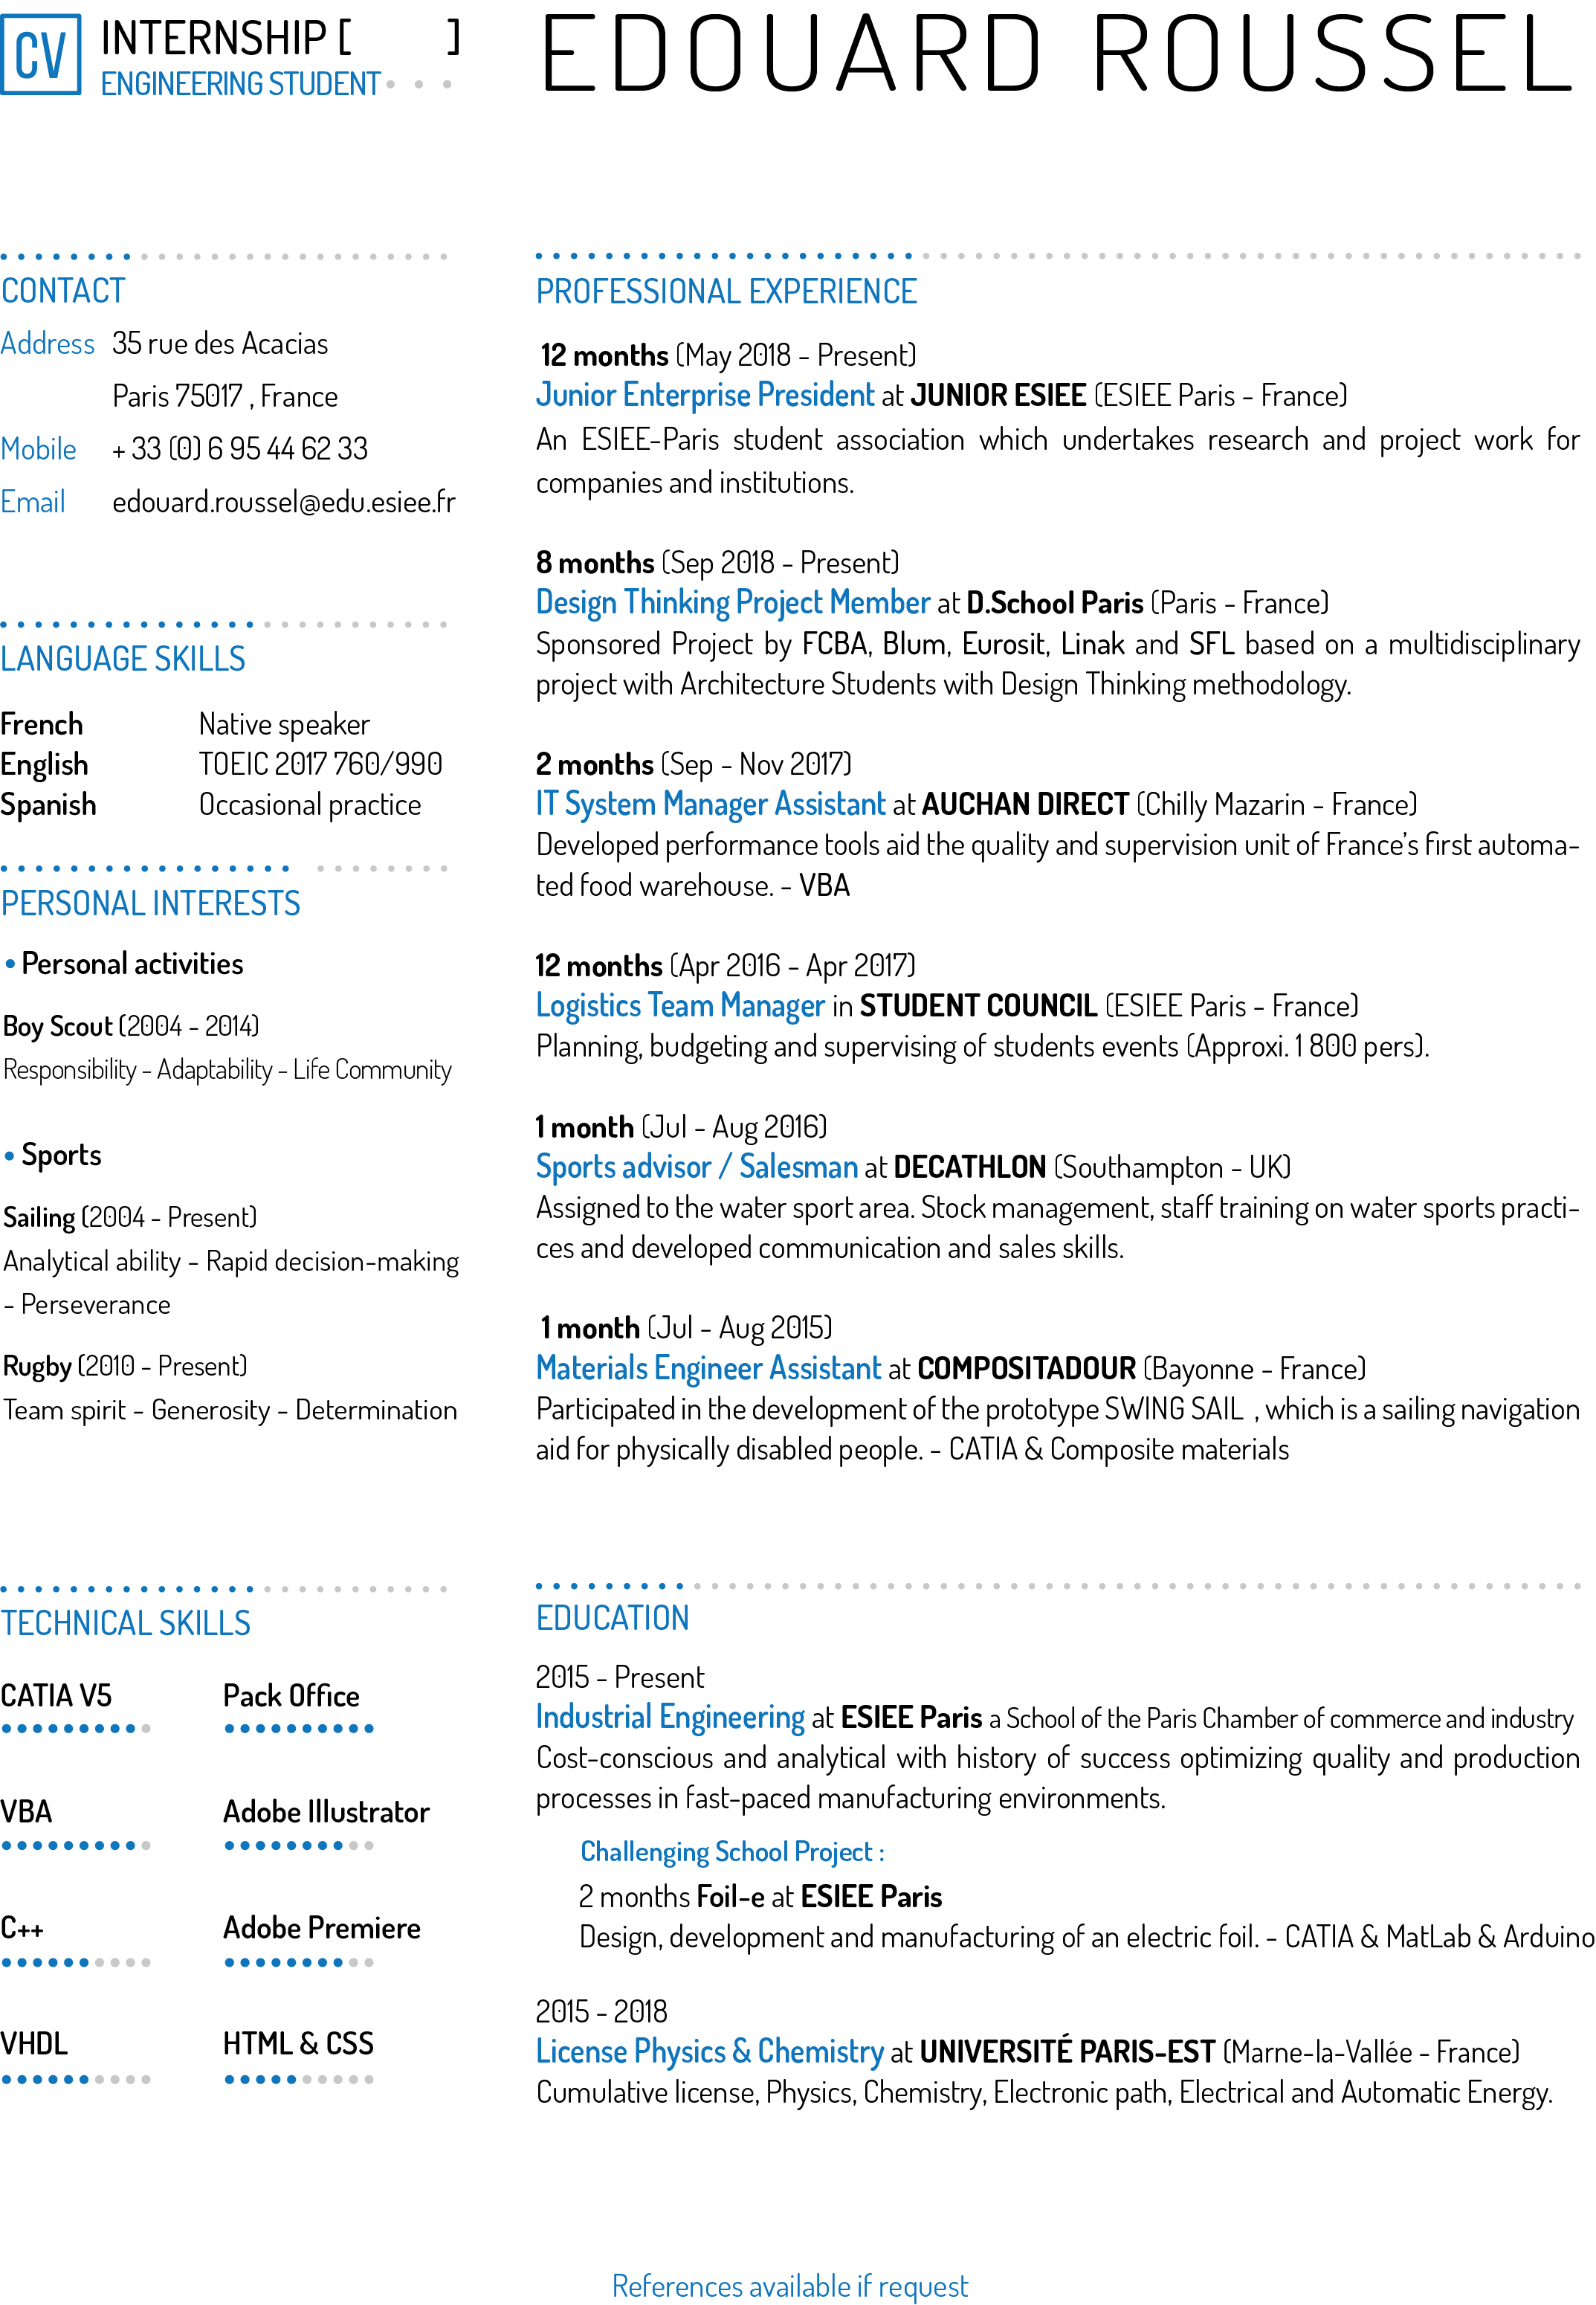 CV
INTERNSHIP [ ]
ENGINEERING STUDENT
EDOUARD ROUSSEL
CONTACT
Address 35 rue des Acacias
Paris 75017 , France
Mobile + 33 (0) 6 95 44 62 33
Email edouard.roussel@edu.esiee.fr
LANGUAGE SKILLS
French Native speaker
English TOEIC 2017 760/990
Spanish Occasional practice
PERSONAL INTERESTS
• Personal activities
Boy Scout (2004 - 2014)
Responsibility - Adaptability - Life Community
• Sports
Sailing (2004 - Present)
Analytical ability - Rapid decision-making
- Perseverance
Rugby (2010 - Present)
Team spirit - Generosity - Determination
TECHNICAL SKILLS
CATIA V5 Pack Office
VBA Adobe Illustrator
C++ Adobe Premiere
VHDL HTML & CSS
PROFESSIONAL EXPERIENCE
12 months (May 2018 - Present)
Junior Enterprise President at JUNIOR ESIEE (ESIEE Paris - France)
An ESIEE-Paris student association which undertakes research and project work for
companies and institutions.
8 months (Sep 2018 - Present)
Design Thinking Project Member at D.School Paris (Paris - France)
Sponsored Project by FCBA, Blum, Eurosit, Linak and SFL based on a multidisciplinary
project with Architecture Students with Design Thinking methodology.
2 months (Sep - Nov 2017)
IT System Manager Assistant at AUCHAN DIRECT (Chilly Mazarin - France)
Developed performance tools aid the quality and supervision unit of France’s first automa-
ted food warehouse. - VBA
12 months (Apr 2016 - Apr 2017)
Logistics Team Manager in STUDENT COUNCIL (ESIEE Paris - France)
Planning, budgeting and supervising of students events (Approxi. 1 800 pers).
1 month (Jul - Aug 2016)
Sports advisor / Salesman at DECATHLON (Southampton - UK)
Assigned to the water sport area. Stock management, staff training on water sports practi-
ces and developed communication and sales skills.
1 month (Jul - Aug 2015)
Materials Engineer Assistant at COMPOSITADOUR (Bayonne - France)
Participated in the development of the prototype SWING SAIL , which is a sailing navigation
aid for physically disabled people. - CATIA & Composite materials
EDUCATION
2015 - Present
Industrial Engineering at ESIEE Paris a School of the Paris Chamber of commerce and industry
Cost-conscious and analytical with history of success optimizing quality and production
processes in fast-paced manufacturing environments.
Challenging School Project :
2 months Foil-e at ESIEE Paris
Design, development and manufacturing of an electric foil. - CATIA & MatLab & Arduino
2015 - 2018
License Physics & Chemistry at UNIVERSITÉ PARIS-EST (Marne-la-Vallée - France)
Cumulative license, Physics, Chemistry, Electronic path, Electrical and Automatic Energy.
References available if request